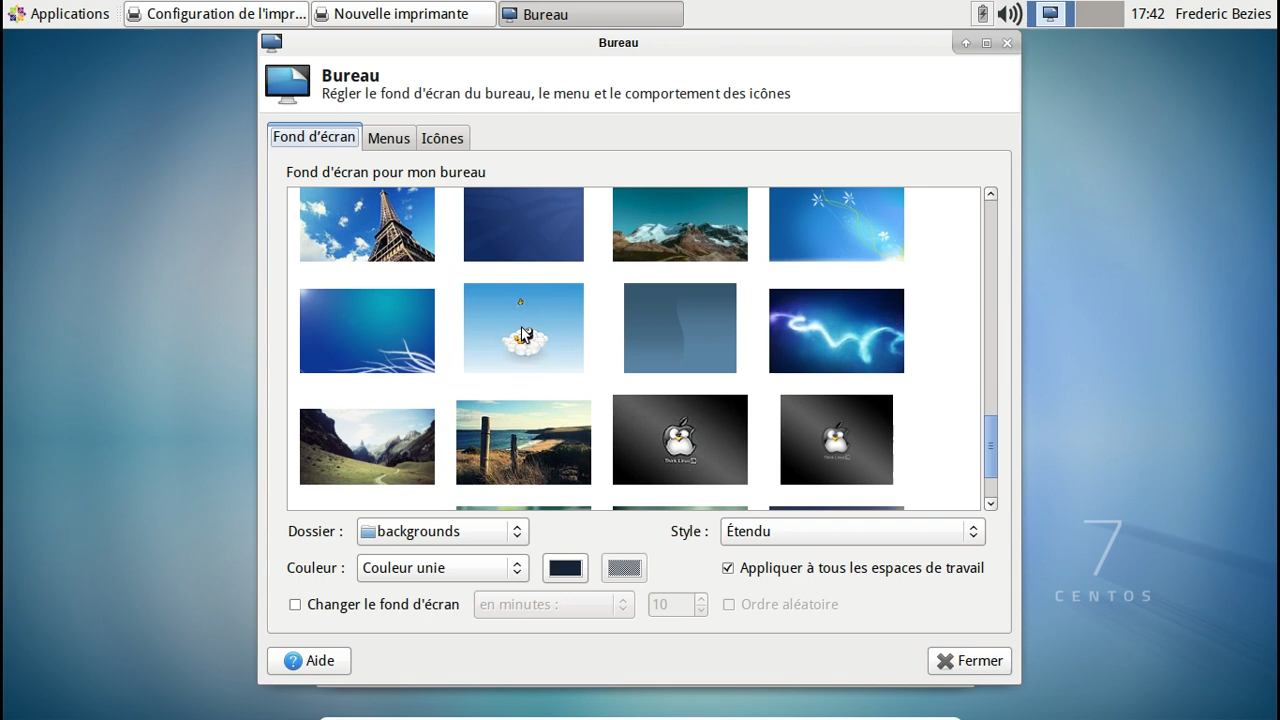 Applications
Configuration de l'impr...
Nouvelle imprimante
Bureau
17:42
Frederic Bezies
Bureau
Bureau
Régler le fond d'écran du bureau, le menu et le comportement des icônes
Fond d'écran
Menus
Icônes
Fond d'écran pour mon bureau
Dossier :
backgrounds
Style :
Étendu
Couleur :
Couleur unie
Appliquer à tous les espaces de travail
Changer le fond d'écran
en minutes :
10
Ordre aléatoire
Aide
Fermer
7
CENTOS